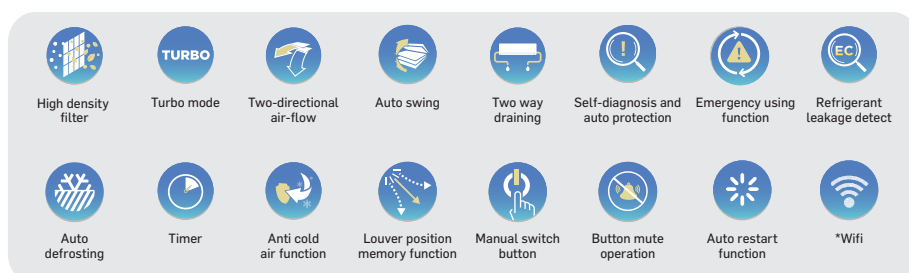 TURBO
EC
High density
filter
Turbo mode
Two-directional
air-flow
Auto swing
Two way
draining
Self-diagnosis and
auto protection
Emergency using
function
Refrigerant
leakage detect
Auto
defrosting
Timer
Anti cold
air function
Louver position
memory function
Manual switch
button
Button mute
operation
Auto restart
function
*Wifi